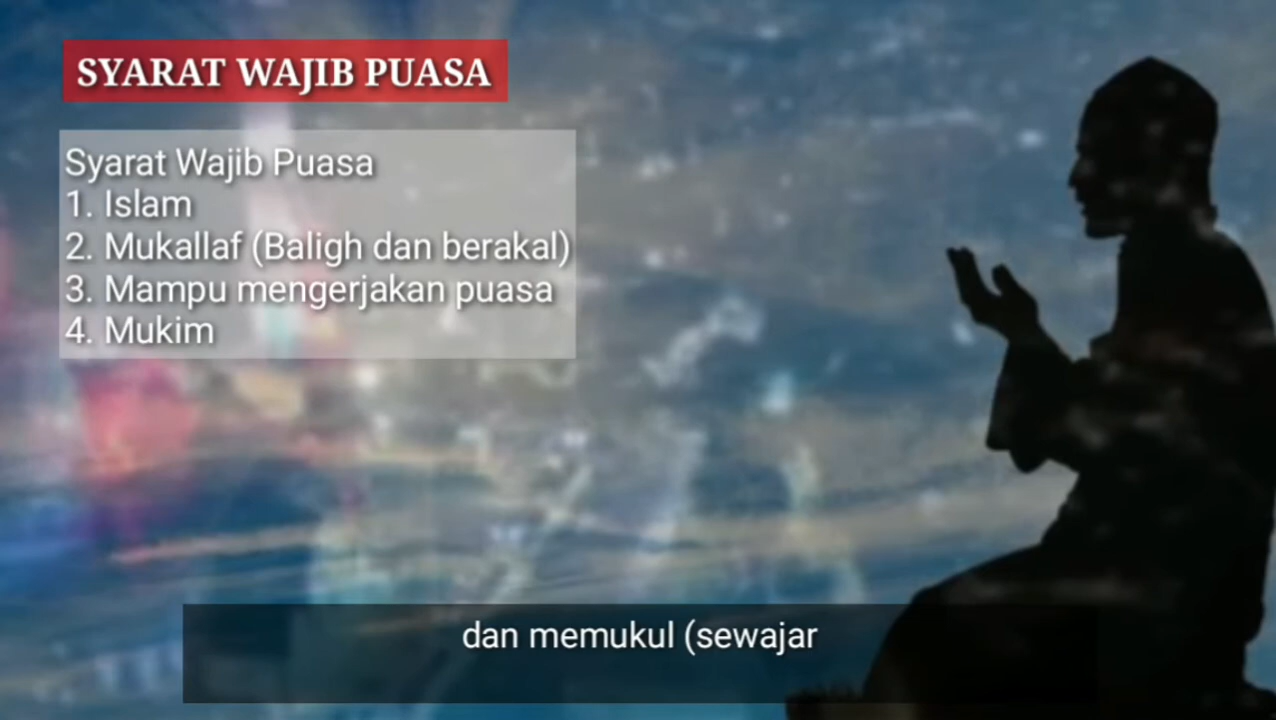 SYARAT WAJIB PUASA
Syarat Wajib Puasa
1. Islam
2. Mukallaf (Baligh dan berakal)
3. Mampu mengerjakan puasa
4. Mukim
dan memukul (sewajar